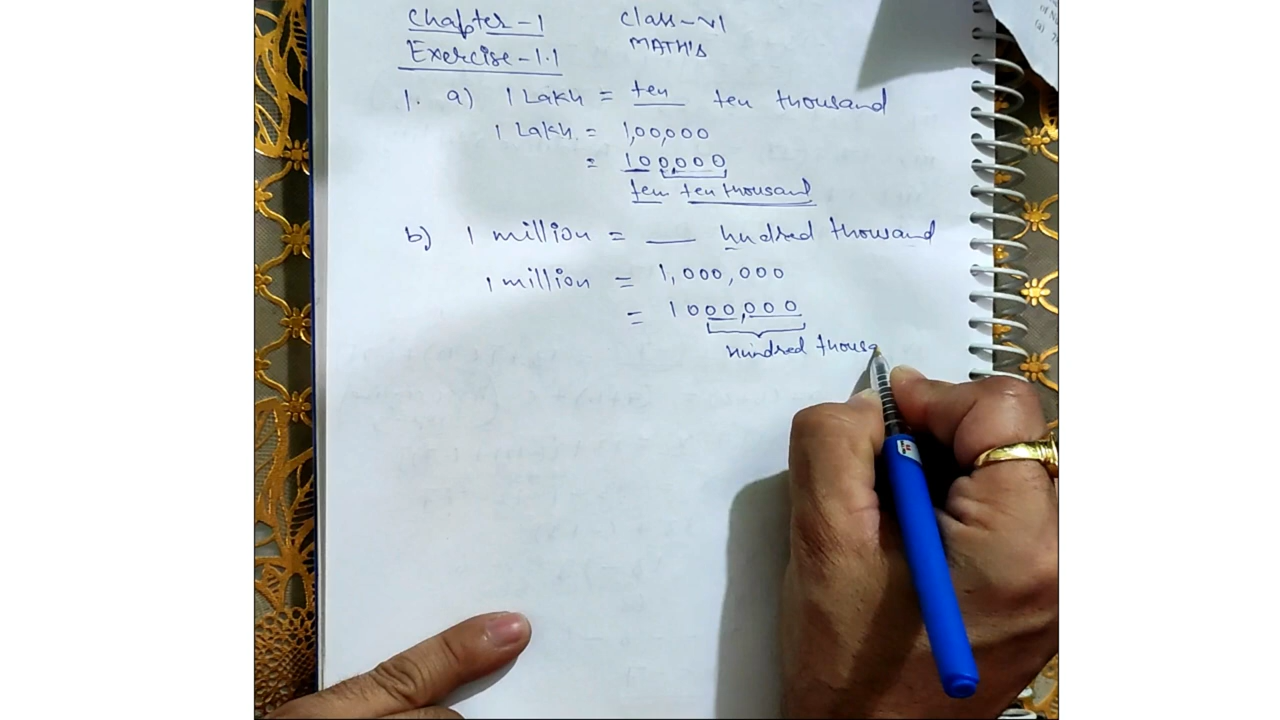 Chapter-1 Class-VI
Exercise-1.1 MATH'S
1. a) 1 Lakh = ten ten thousand
1 Lakh = 1,00,000
= 100,000
ten ten thousand
b) 1 million = ___ hundred thousand
1 million = 1,000,000
= 1000,000
hundred thousa